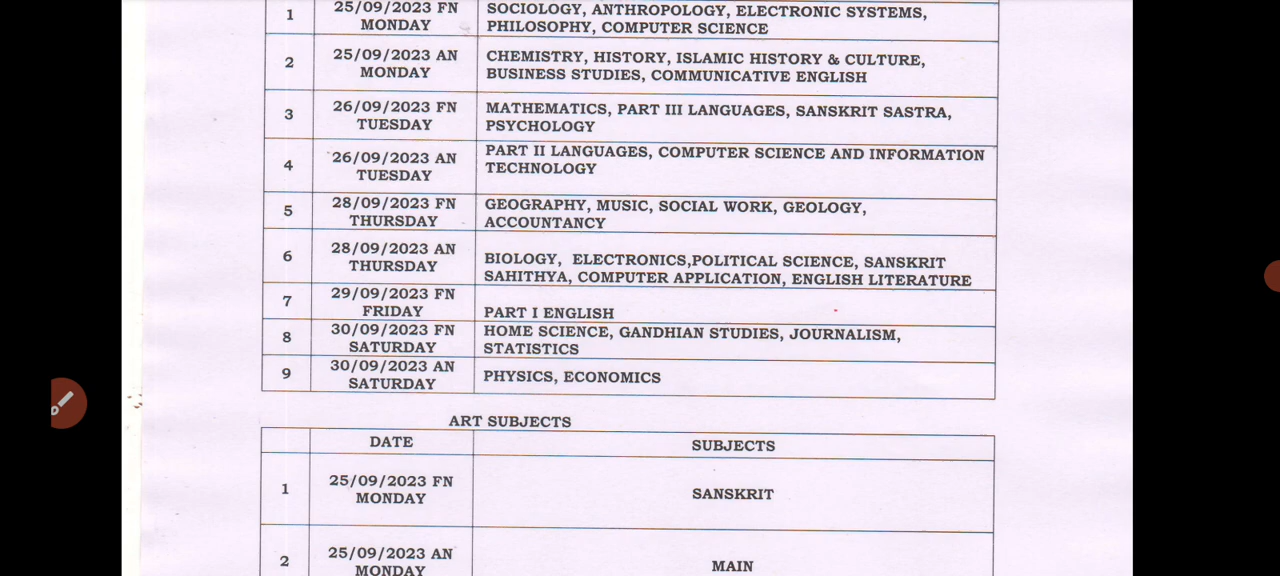 1
25/09/2023 FN
MONDAY
SOCIOLOGY, ANTHROPOLOGY, ELECTRONIC SYSTEMS,
PHILOSOPHY, COMPUTER SCIENCE
2
25/09/2023 AN
MONDAY
CHEMISTRY, HISTORY, ISLAMIC HISTORY & CULTURE,
BUSINESS STUDIES, COMMUNICATIVE ENGLISH
3
26/09/2023 FN
TUESDAY
MATHEMATICS, PART III LANGUAGES, SANSKRIT SASTRA,
PSYCHOLOGY
4
26/09/2023 AN
TUESDAY
PART II LANGUAGES, COMPUTER SCIENCE AND INFORMATION
TECHNOLOGY
5
28/09/2023 FN
THURSDAY
GEOGRAPHY, MUSIC, SOCIAL WORK, GEOLOGY,
ACCOUNTANCY
6
28/09/2023 AN
THURSDAY
BIOLOGY, ELECTRONICS,POLITICAL SCIENCE, SANSKRIT
SAHITHYA, COMPUTER APPLICATION, ENGLISH LITERATURE
7
29/09/2023 FN
FRIDAY
PART I ENGLISH
8
30/09/2023 FN
SATURDAY
HOME SCIENCE, GANDHIAN STUDIES, JOURNALISM,
STATISTICS
9
30/09/2023 AN
SATURDAY
PHYSICS, ECONOMICS
ART SUBJECTS
DATE
SUBJECTS
1
25/09/2023 FN
MONDAY
SANSKRIT
2
25/09/2023 AN
MONDAY
MAIN